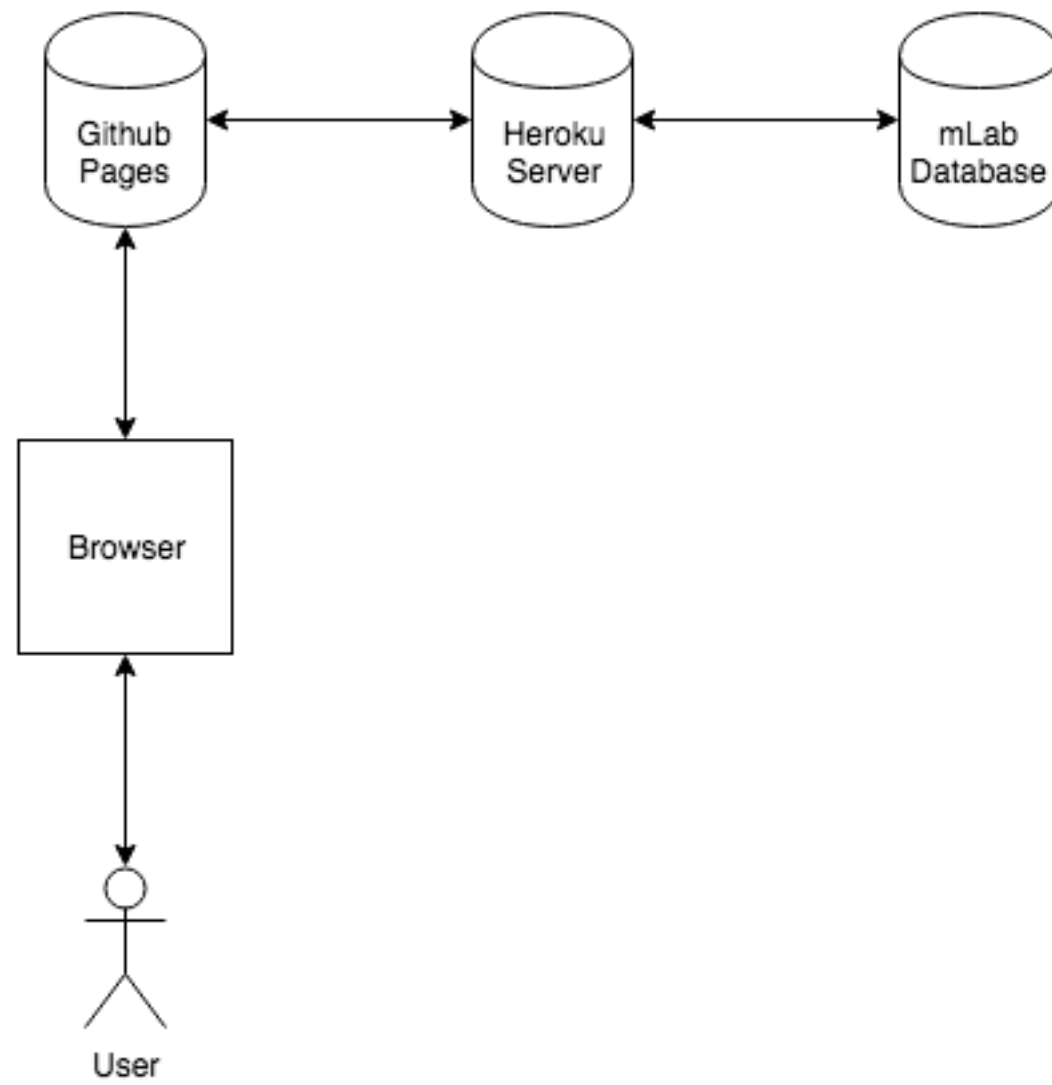 Github
Pages
Heroku
Server
mLab
Database
Browser
User